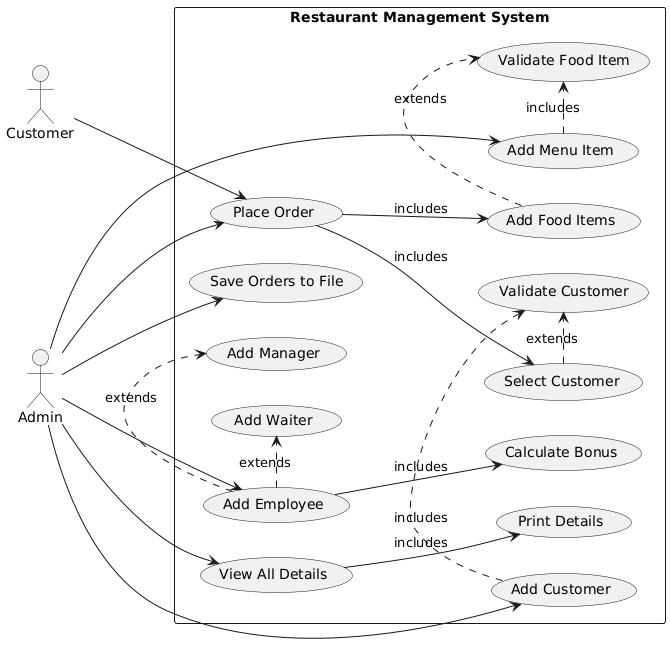 Restaurant Management System
Validate Food Item
extends
includes
Customer
Add Menu Item
Place Order
includes
Add Food Items
includes
Save Orders to File
Validate Customer
extends
Add Manager
Select Customer
Admin
extends
Add Waiter
Calculate Bonus
extends
includes
Add Employee
includes
Print Details
includes
View All Details
Add Customer